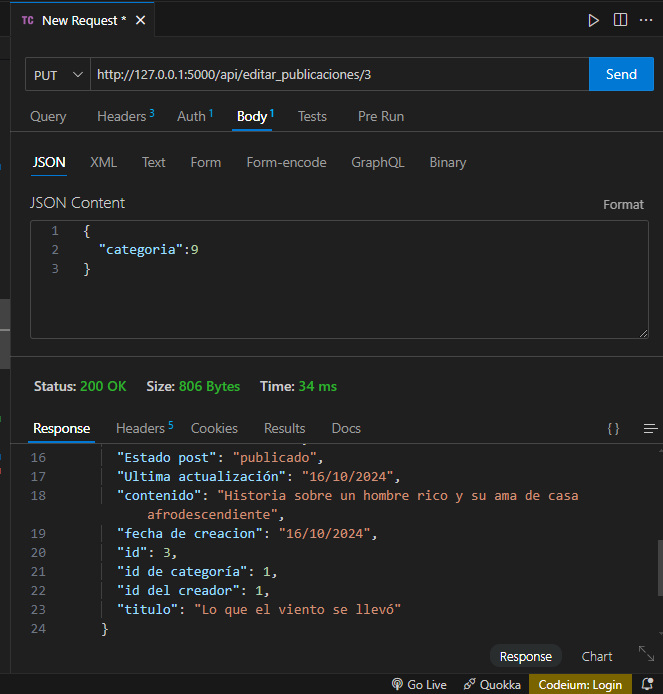 TC New Request *
PUT http://127.0.0.1:5000/api/editar_publicaciones/3 Send
Query Headers 3 Auth 1 Body 1 Tests Pre Run
JSON XML Text Form Form-encode GraphQL Binary
JSON Content Format
1 {
2 "categoria":9
3 }
Status: 200 OK Size: 806 Bytes Time: 34 ms
Response Headers 5 Cookies Results Docs { }
16 "Estado post": "publicado",
17 "Ultima actualización": "16/10/2024",
18 "contenido": "Historia sobre un hombre rico y su ama de casa
afrodescendiente",
19 "fecha de creacion": "16/10/2024",
20 "id": 3,
21 "id de categoría": 1,
22 "id del creador": 1,
23 "titulo": "Lo que el viento se llevó"
24 }
Response Chart
Go Live Quokka Codeium: Login